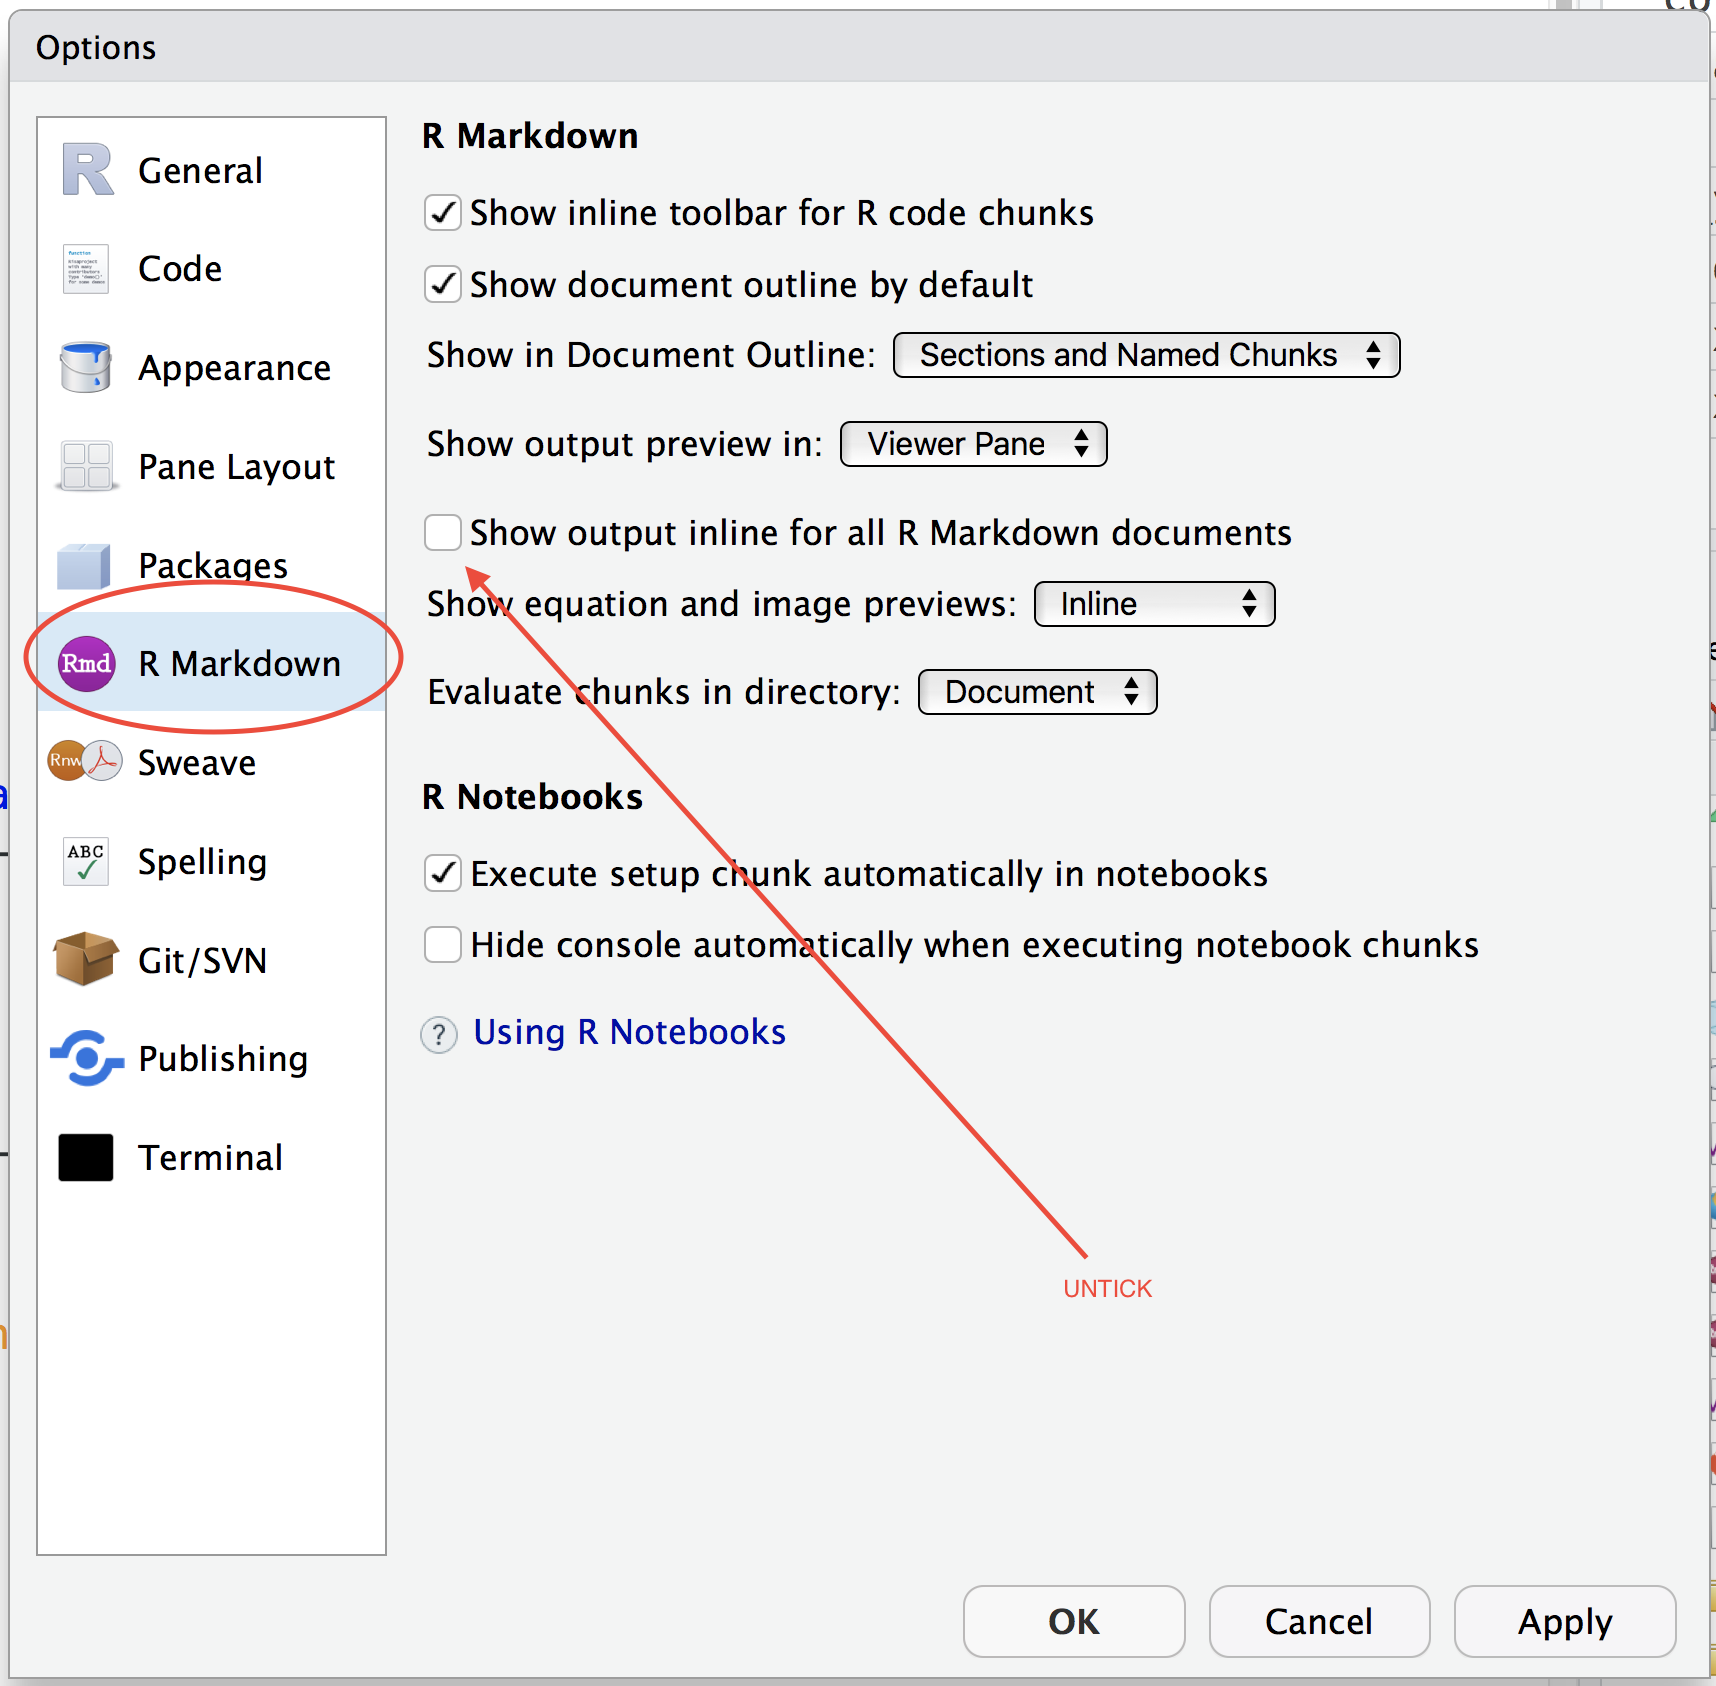 Options
General
Code
Appearance
Pane Layout
Packages
Rmd R Markdown
Rnw Sweave
ABC Spelling
Git/SVN
Publishing
Terminal
R Markdown
Show inline toolbar for R code chunks
Show document outline by default
Show in Document Outline: Sections and Named Chunks
Show output preview in: Viewer Pane
Show output inline for all R Markdown documents
Show equation and image previews: Inline
Evaluate chunks in directory: Document
R Notebooks
Execute setup chunk automatically in notebooks
Hide console automatically when executing notebook chunks
? Using R Notebooks
UNTICK
OK Cancel Apply